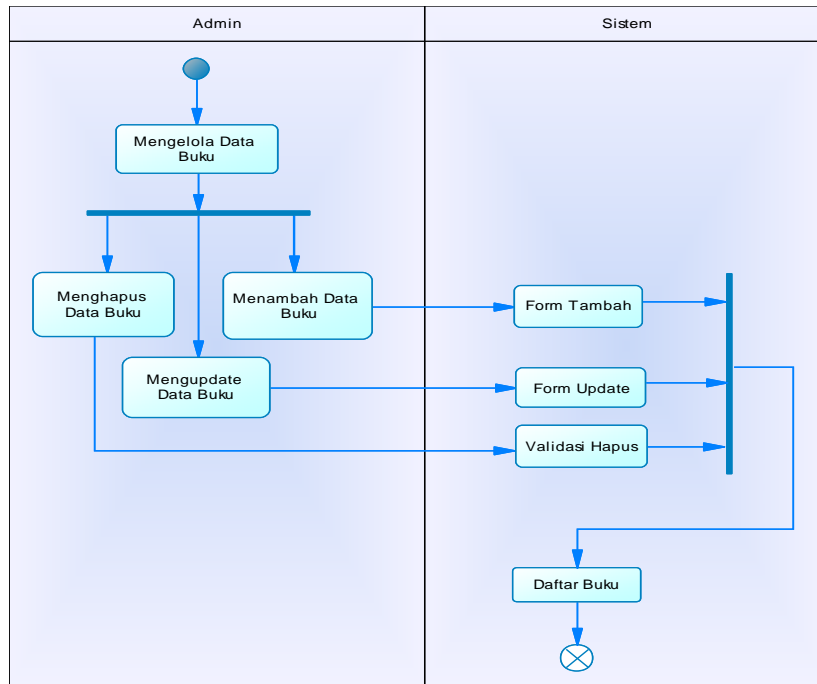 Admin
Sistem
Mengelola Data
Buku
Menghapus
Data Buku
Menambah Data
Buku
Form Tambah
Mengupdate
Data Buku
Form Update
Validasi Hapus
Daftar Buku